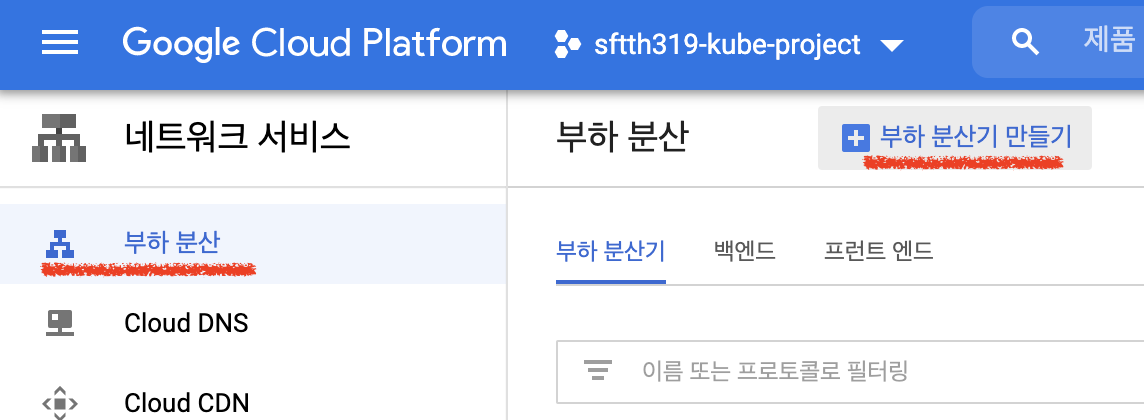 Google Cloud Platform
sftth319-kube-project
제품
네트워크 서비스
부하 분산
부하 분산기 만들기
부하 분산
Cloud DNS
Cloud CDN
부하 분산기
백엔드
프런트 엔드
이름 또는 프로토콜로 필터링